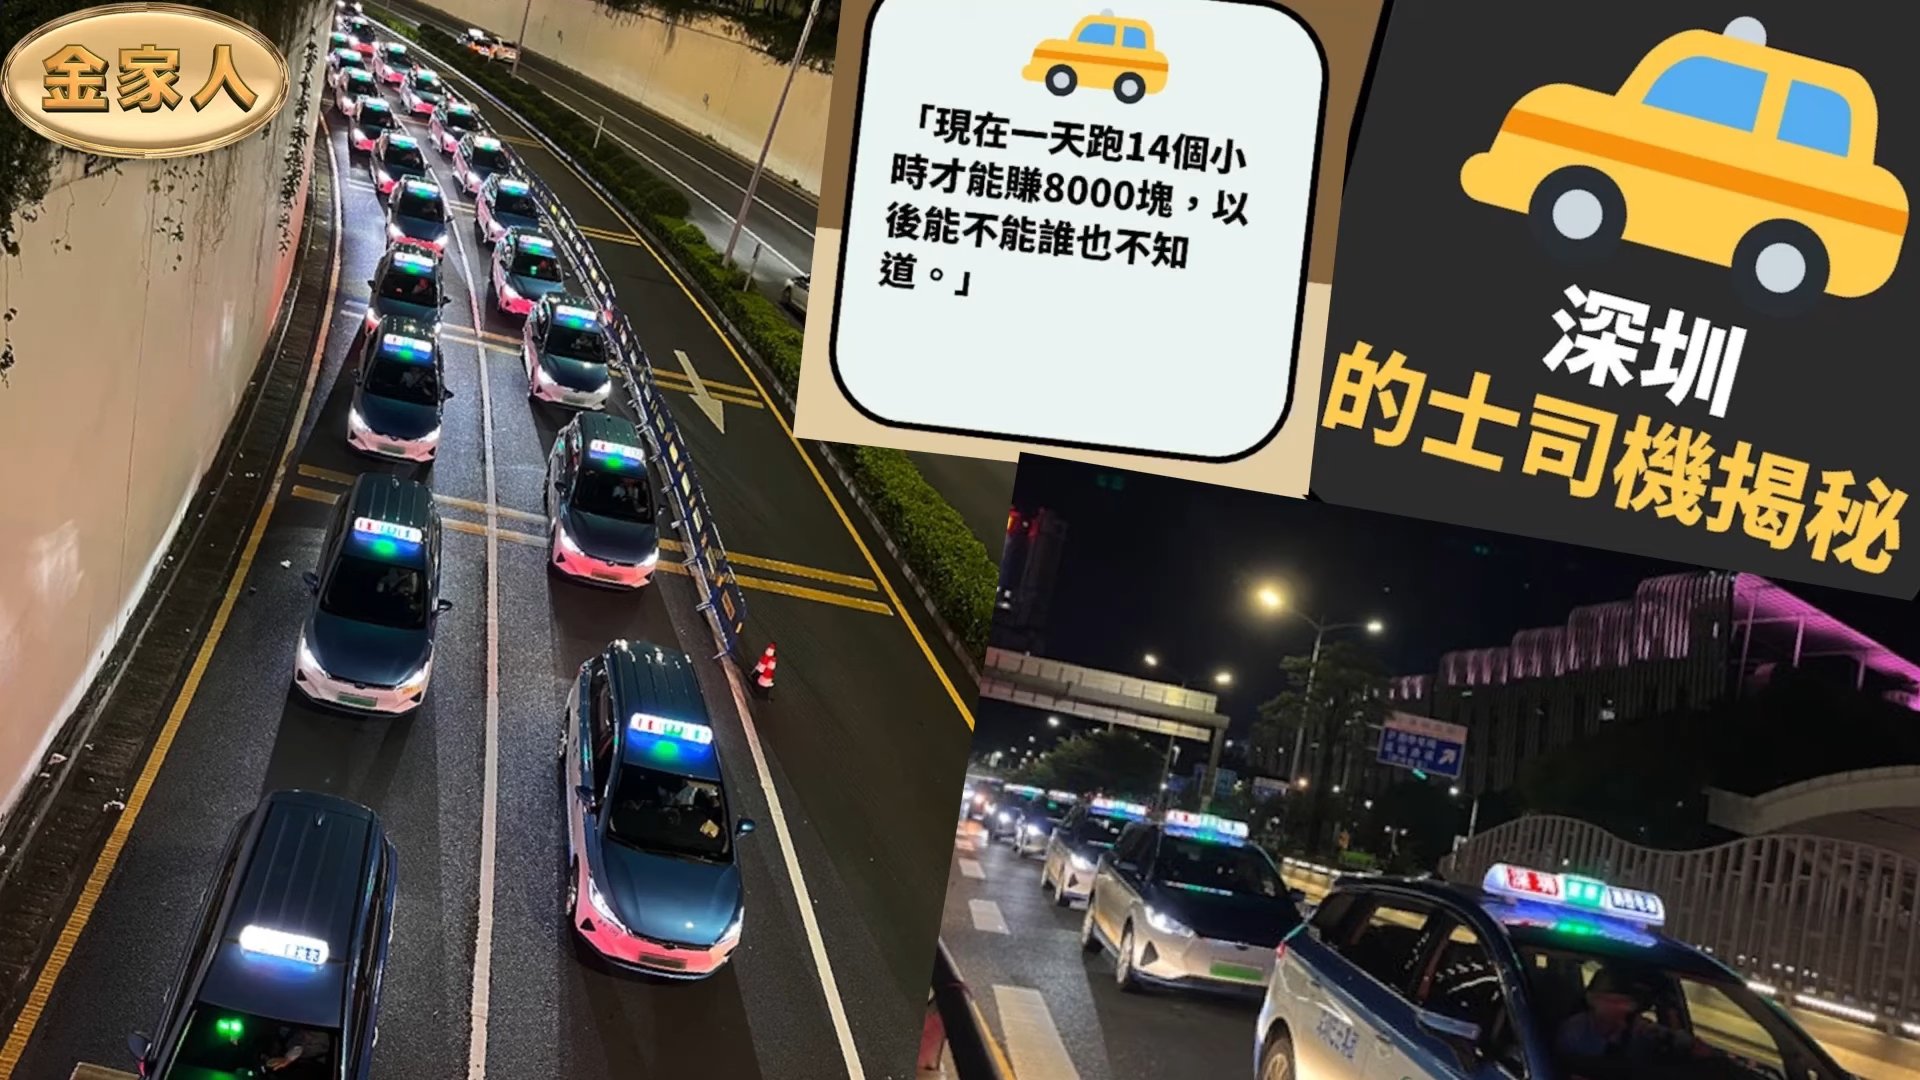 金家人
「現在一天跑14個小
時才能賺8000塊，以
後能不能誰也不知
道。」
深圳
的士司機揭秘
深圳